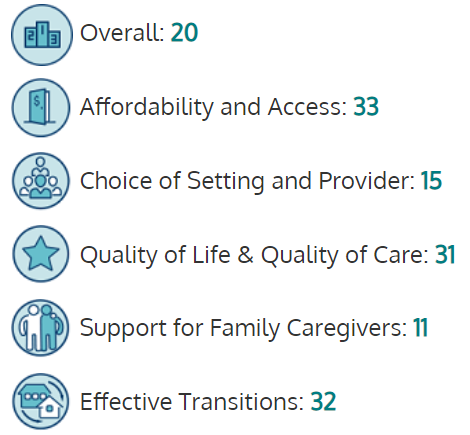 Overall: 20
Affordability and Access: 33
Choice of Setting and Provider: 15
Quality of Life & Quality of Care: 31
Support for Family Caregivers: 11
Effective Transitions: 32